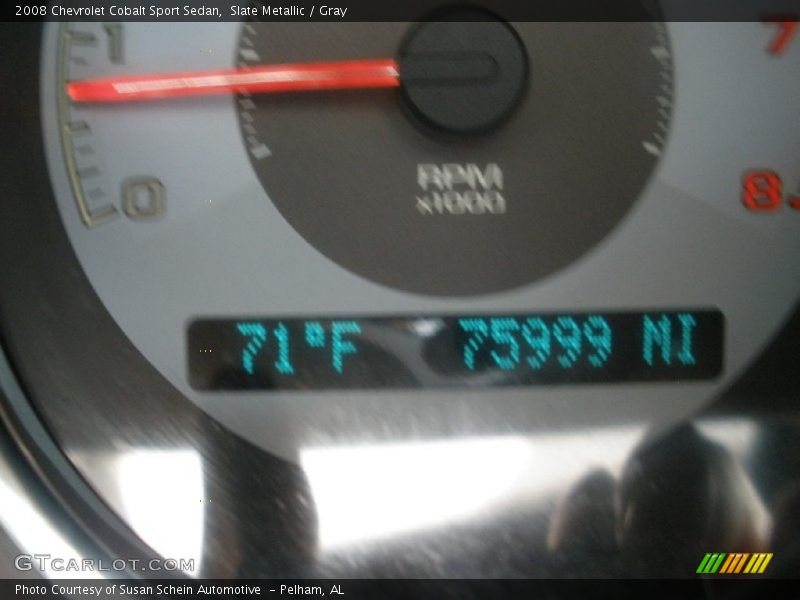 2008 Chevrolet Cobalt Sport Sedan, Slate Metallic / Gray
1
7
0
RPM
x1000
8
71°F 75999 MI
GTcarlot.com
Photo Courtesy of Susan Schein Automotive - Pelham, AL